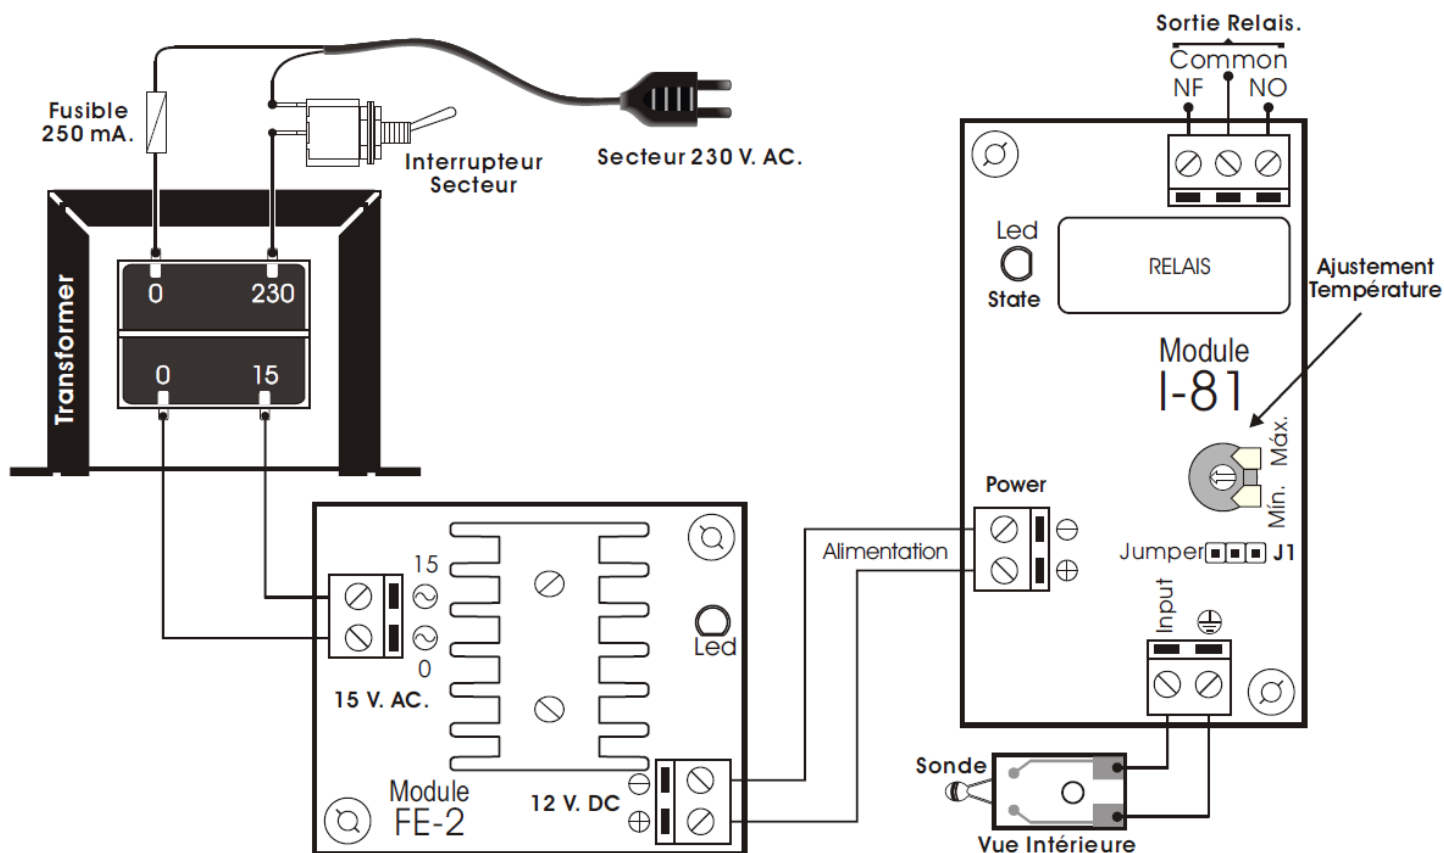 Sortie Relais.
Common
NF NO
Fusible
250 mA.
Interrupteur
Secteur
Secteur 230 V. AC.
Led
State
RELAIS
Ajustement
Température
Transformer
0 230
0 15
Module
I-81
Máx.
Mín.
Power
Alimentation
Jumper J1
Input
15
0
15 V. AC.
Led
Module
FE-2
12 V. DC
Sonde
Vue Intérieure